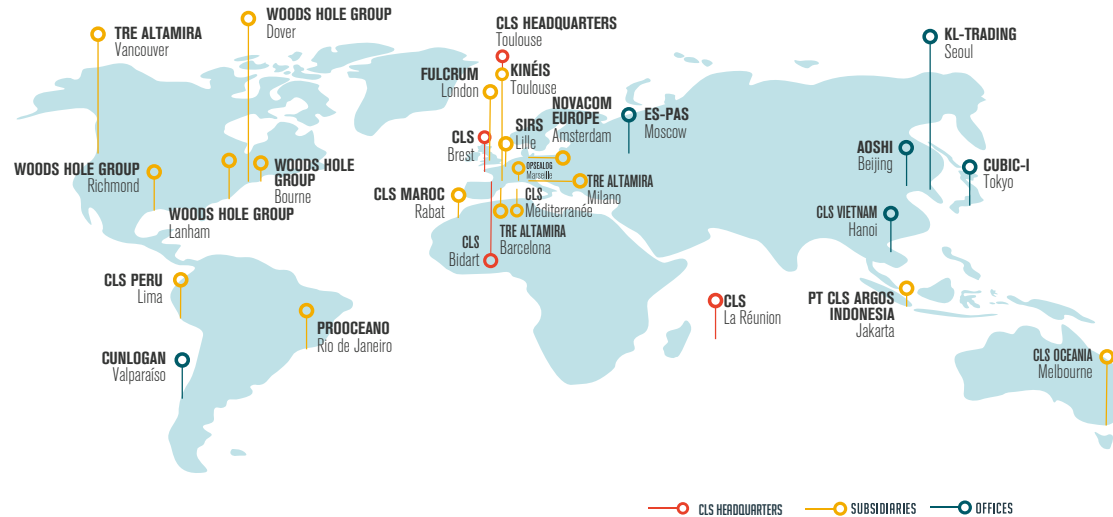 WOODS HOLE GROUP
Dover
TRE ALTAMIRA
Vancouver
CLS HEADQUARTERS
Toulouse
KL-TRADING
Seoul
FULCRUM
London
KINÉIS
Toulouse
NOVACOM
EUROPE
Amsterdam
ES-PAS
Moscow
CLS
Brest
SIRS
Lille
AOSHI
Beijing
CUBIC-I
Tokyo
WOODS HOLE GROUP
Richmond
WOODS HOLE
GROUP
Bourne
OPSEALOG
Marseille
TRE ALTAMIRA
Milano
CLS MAROC
Rabat
CLS
Méditerranée
WOODS HOLE GROUP
Lanham
TRE ALTAMIRA
Barcelona
CLS
Bidart
CLS VIETNAM
Hanoi
CLS PERU
Lima
CLS
La Réunion
PT CLS ARGOS
INDONESIA
Jakarta
PROOCEANO
Rio de Janeiro
CUNLOGAN
Valparaíso
CLS OCEANIA
Melbourne
CLS HEADQUARTERS
SUBSIDIARIES
OFFICES